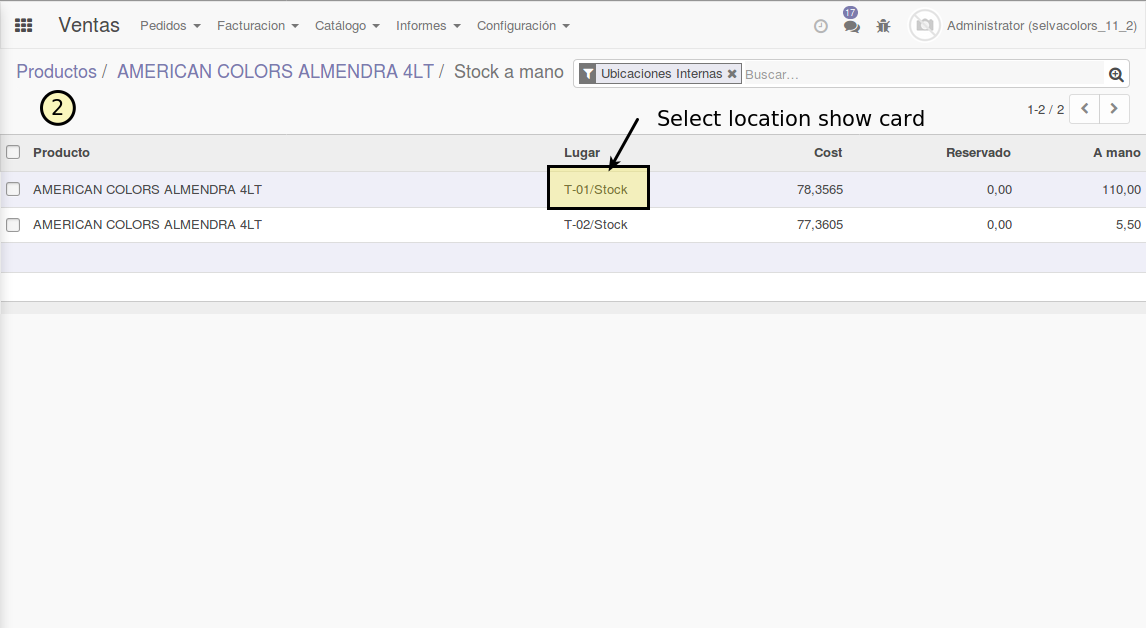 Ventas Pedidos Facturacion Catálogo Informes Configuración 17 Administrator (selvacolors_11_2)
Productos / AMERICAN COLORS ALMENDRA 4LT / Stock a mano Ubicaciones Internas Buscar...
2 Select location show card 1-2 / 2
Producto Lugar Cost Reservado A mano
AMERICAN COLORS ALMENDRA 4LT T-01/Stock 78,3565 0,00 110,00
AMERICAN COLORS ALMENDRA 4LT T-02/Stock 77,3605 0,00 5,50